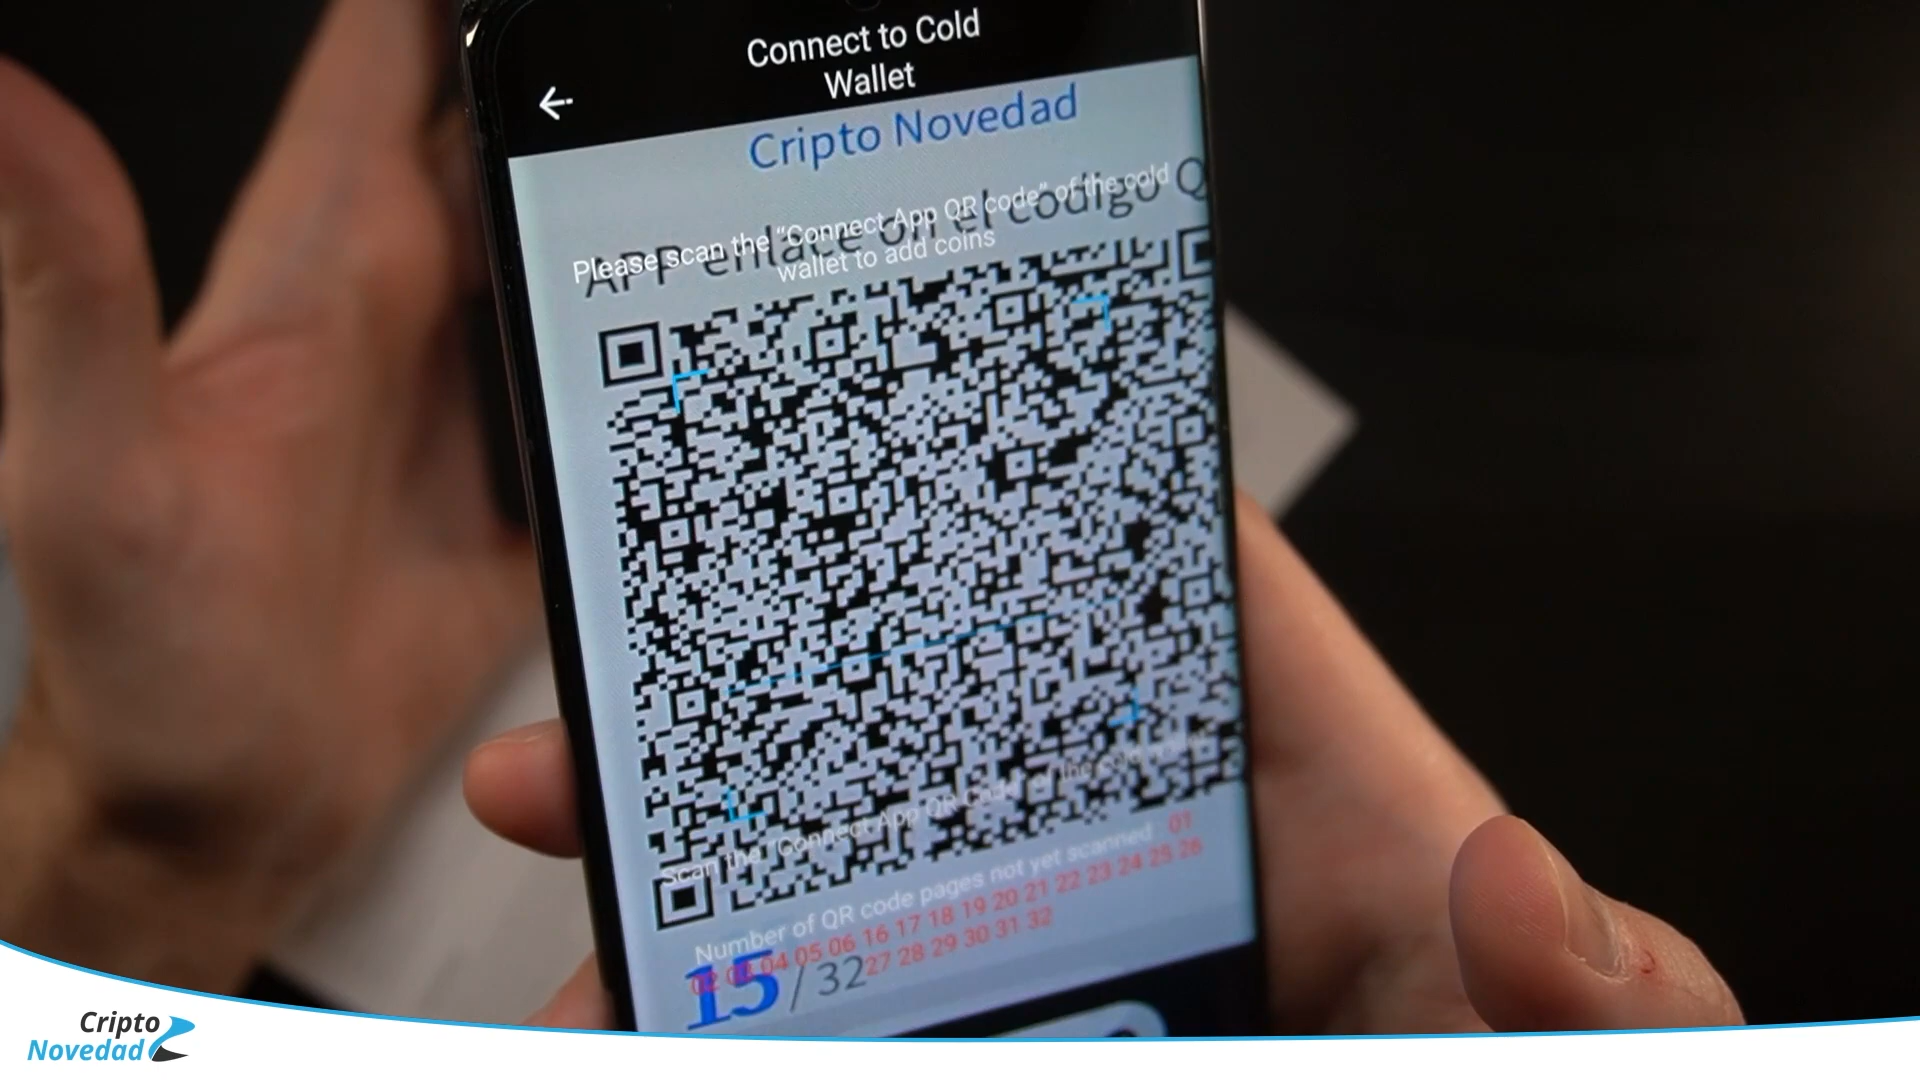 Connect to Cold
Wallet
Cripto Novedad
APP enlace on el código Q
Please scan the “Connect App QR code” of the cold
wallet to add coins
Scan the "Connect App QR Code" of the cold
Number of QR code pages not yet scanned: 01
02 03 04 05 06 16 17 18 19 20 21 22 23 24 25 26
27 28 29 30 31 32
15/32
Cripto
Novedad